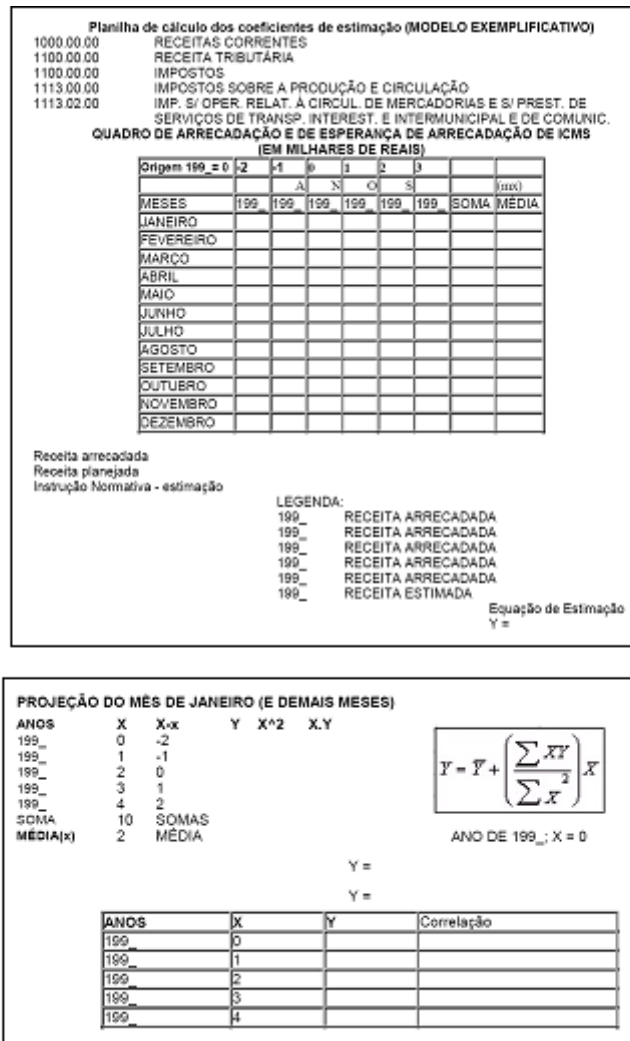 Planilha de cálculo dos coeficientes de estimação (MODELO EXEMPLIFICATIVO)
1000.00.00 RECEITAS CORRENTES
1100.00.00 RECEITA TRIBUTÁRIA
1100.00.00 IMPOSTOS
1113.00.00 IMPOSTOS SOBRE A PRODUÇÃO E CIRCULAÇÃO
1113.02.00 IMP. S/ OPER. RELAT. À CIRCUL. DE MERCADORIAS E S/ PREST. DE
SERVIÇOS DE TRANSP. INTEREST. E INTERMUNICIPAL E DE COMUNIC.
QUADRO DE ARRECADAÇÃO E DE ESPERANÇA DE ARRECADAÇÃO DE ICMS
(EM MILHARES DE REAIS)
Origem 199_= 0 -2 -1 0 1 2 3
A N O S (mx)
MESES 199_ 199_ 199_ 199_ 199_ 199_ SOMA MÉDIA
JANEIRO
FEVEREIRO
MARÇO
ABRIL
MAIO
JUNHO
JULHO
AGOSTO
SETEMBRO
OUTUBRO
NOVEMBRO
DEZEMBRO
Receita arrecadada
Receita planejada
Instrução Normativa - estimação
LEGENDA:
199_ RECEITA ARRECADADA
199_ RECEITA ARRECADADA
199_ RECEITA ARRECADADA
199_ RECEITA ARRECADADA
199_ RECEITA ARRECADADA
199_ RECEITA ESTIMADA
Equação de Estimação
Y =
PROJEÇÃO DO MÊS DE JANEIRO (E DEMAIS MESES)
ANOS X X-x Y X^2 X.Y
199_ 0 -2
199_ 1 -1
199_ 2 0
199_ 3 1
199_ 4 2
SOMA 10 SOMAS
MÉDIA(x) 2 MÉDIA
Y = Y̅ + (∑ XY / ∑ X²) X
ANO DE 199_; X = 0
Y =
Y =
ANOS X Y Correlação
199_ 0
199_ 1
199_ 2
199_ 3
199_ 4